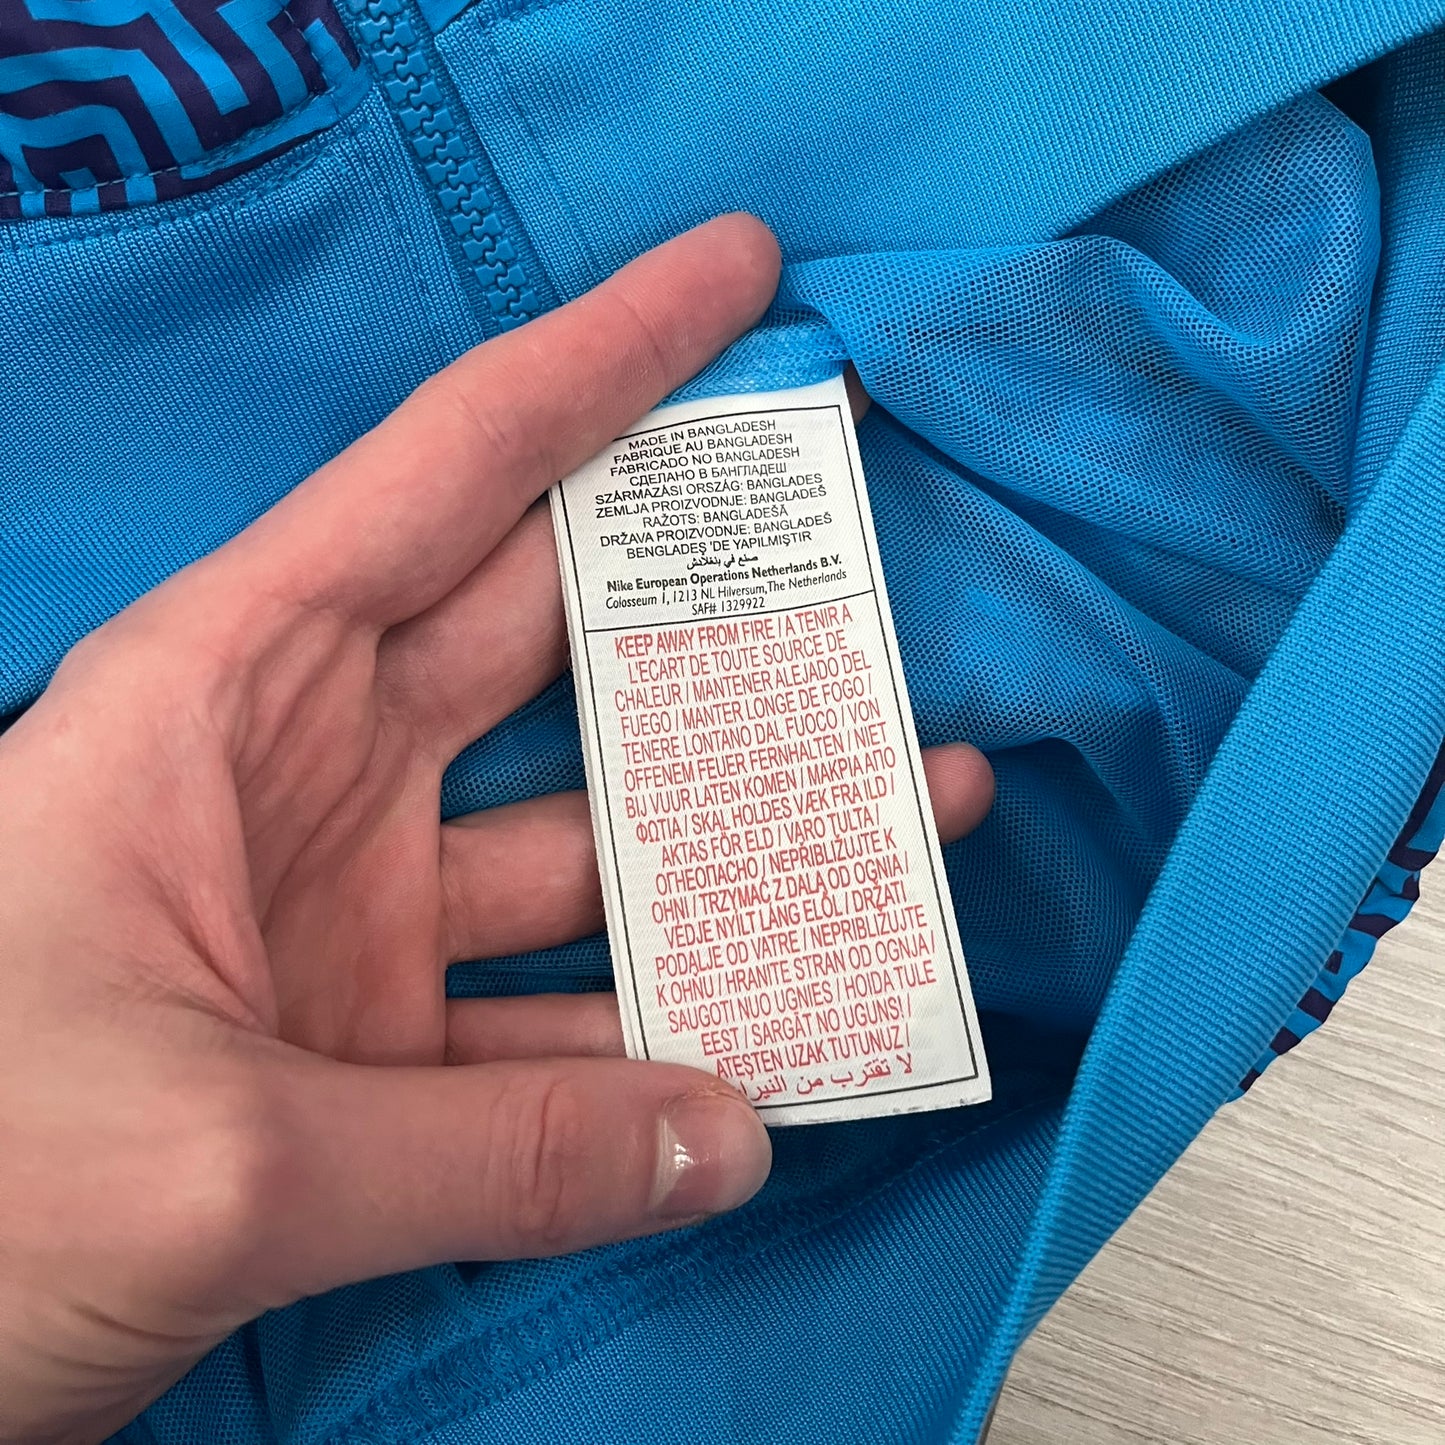 MADE IN BANGLADESH
FABRIQUE AU BANGLADESH
FABRICADO NO BANGLADESH
СДЕЛАНО В БАНГЛАДЕШ
SZÁRMAZÁSI ORSZÁG: BANGLADES
ZEMLJA PROIZVODNJE: BANGLADEŠ
RAŽOTS: BANGLADEŠĀ
DRŽAVA PROIZVODNJE: BANGLADEŠ
BENGLADEŞ 'DE YAPILMIŞTIR
صنع في بنغلادش
Nike European Operations Netherlands B.V.
Colosseum 1, 1213 NL Hilversum, The Netherlands
SAF# 1329922
KEEP AWAY FROM FIRE / A TENIR A
L'ECART DE TOUTE SOURCE DE
CHALEUR / MANTENER ALEJADO DEL
FUEGO / MANTER LONGE DE FOGO /
TENERE LONTANO DAL FUOCO / VON
OFFENEM FEUER FERNHALTEN / NIET
BIJ VUUR LATEN KOMEN / ΜΑΚΡΙΑ ΑΠΟ
ΦΩΤΙΑ / SKAL HOLDES VÆK FRA ILD /
AKTAS FÖR ELD / VARO TULTA /
ОГНЕОПАСНО / NEPŘIBLIŽUJTE K
OHNI / TRZYMAĆ Z DALA OD OGNIA /
VÉDJE NYÍLT LÁNG ELŐL / DRŽATI
PODALJE OD VATRE / NEPRIBLIŽUJTE
K OHŇU / HRANITE STRAN OD OGNJA /
SAUGOTI NUO UGNIES / HOIDA TULE
EEST / SARGĀT NO UGUNS! /
ATEŞTEN UZAK TUTUNUZ /
لا تقترب من النيران